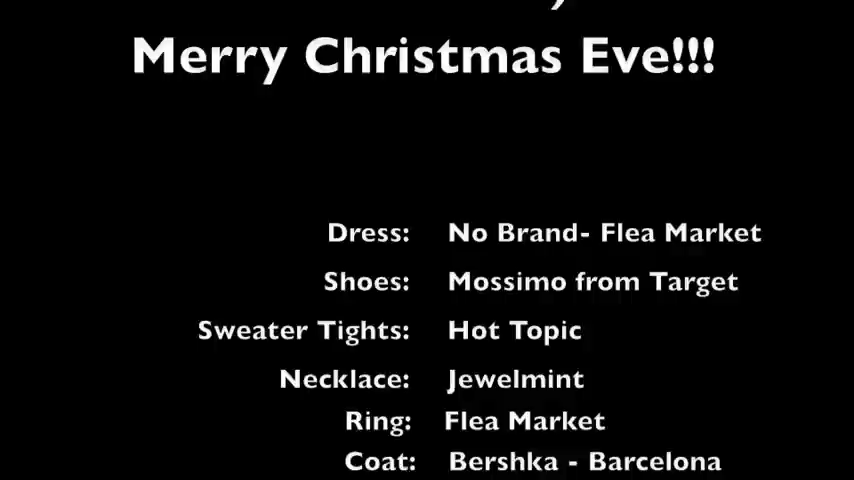 Merry Christmas Eve!!!
Dress: No Brand- Flea Market
Shoes: Mossimo from Target
Sweater Tights: Hot Topic
Necklace: Jewelmint
Ring: Flea Market
Coat: Bershka - Barcelona